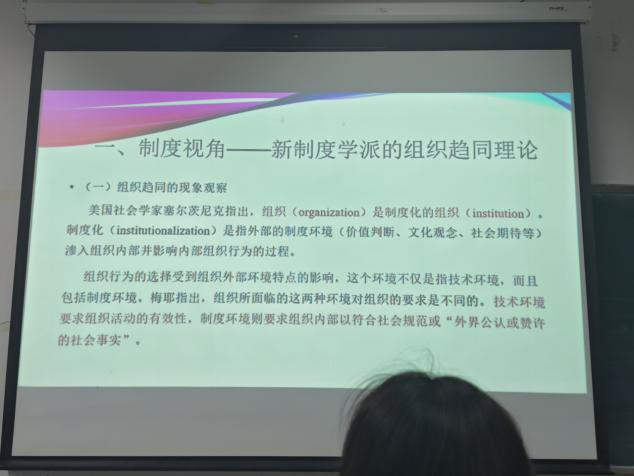 一、制度视角——新制度学派的组织趋同理论
• （一）组织趋同的现象观察
美国社会学家塞尔茨尼克指出，组织（organization）是制度化的组织（institution）。
制度化（institutionalization）是指外部的制度环境（价值判断、文化观念、社会期待等）
渗入组织内部并影响内部组织行为的过程。
组织行为的选择受到组织外部环境特点的影响，这个环境不仅是指技术环境，而且
包括制度环境。梅耶指出，组织所面临的这两种环境对组织的要求是不同的。技术环境
要求组织活动的有效性，制度环境则要求组织内部以符合社会规范或“外界公认或赞许
的社会事实”。